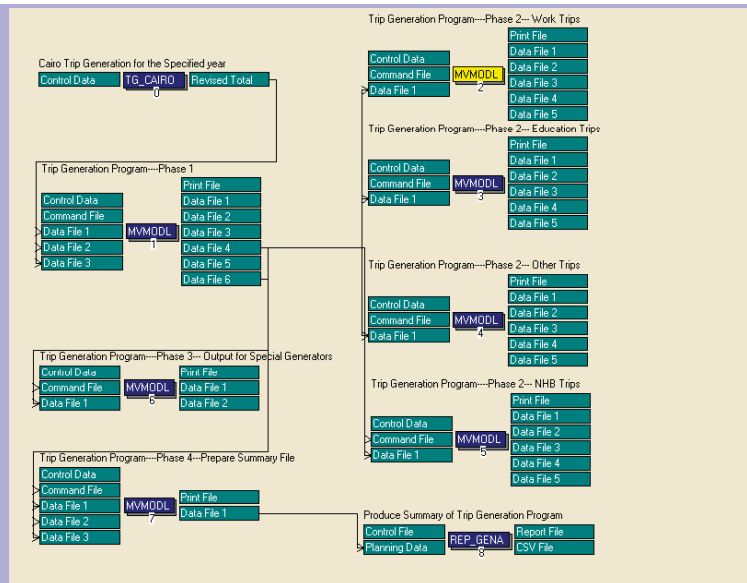 Cairo Trip Generation for the Specified year
Control Data TG_CAIRO Revised Total
0
Trip Generation Program----Phase 1
Print File
Control Data Data File 1
Command File Data File 2
Data File 1 MVMODL Data File 3
Data File 2 1 Data File 4
Data File 3 Data File 5
Data File 6
Trip Generation Program----Phase 3--- Output for Special Generators
Control Data Print File
Command File MVMODL Data File 1
Data File 1 6 Data File 2
Trip Generation Program----Phase 4---Prepare Summary File
Control Data
Command File
Data File 1 MVMODL Print File
Data File 2 7 Data File 1
Data File 3
Trip Generation Program----Phase 2--- Work Trips
Print File
Control Data Data File 1
Command File MVMODL Data File 2
Data File 1 2 Data File 3
Data File 4
Data File 5
Trip Generation Program----Phase 2--- Education Trips
Print File
Control Data Data File 1
Command File MVMODL Data File 2
Data File 1 3 Data File 3
Data File 4
Data File 5
Trip Generation Program----Phase 2--- Other Trips
Print File
Control Data Data File 1
Command File MVMODL Data File 2
Data File 1 4 Data File 3
Data File 4
Data File 5
Trip Generation Program----Phase 2--- NHB Trips
Print File
Control Data Data File 1
Command File MVMODL Data File 2
Data File 1 5 Data File 3
Data File 4
Data File 5
Produce Summary of Trip Generation Program
Control File REP_GENA Report File
Planning Data 8 CSV File